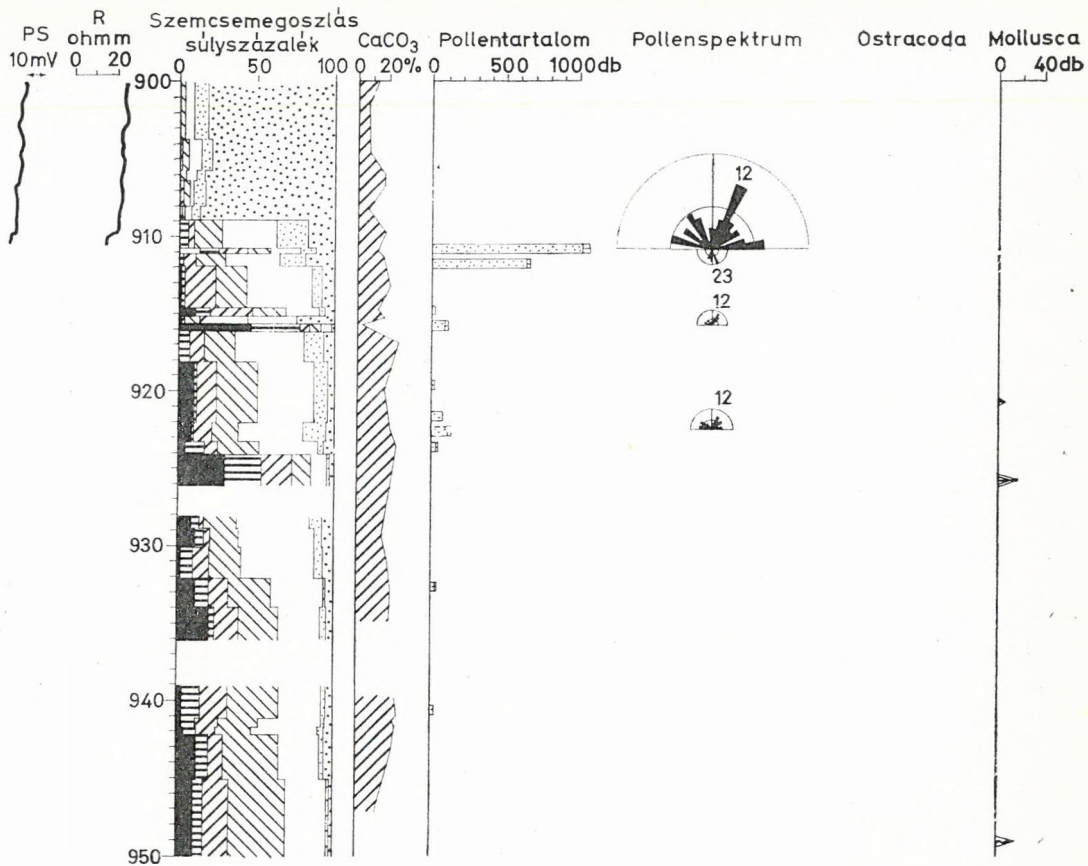 PS
10mV
R
ohmm
0 20
Szemcsemegoszlás
súlyszázalék
0 50 100
CaCO3
0 20%
Pollentartalom
500 1000db
Pollenspektrum
Ostracoda
Mollusca
0 40db
900
910
920
930
940
950
12
23
12
12